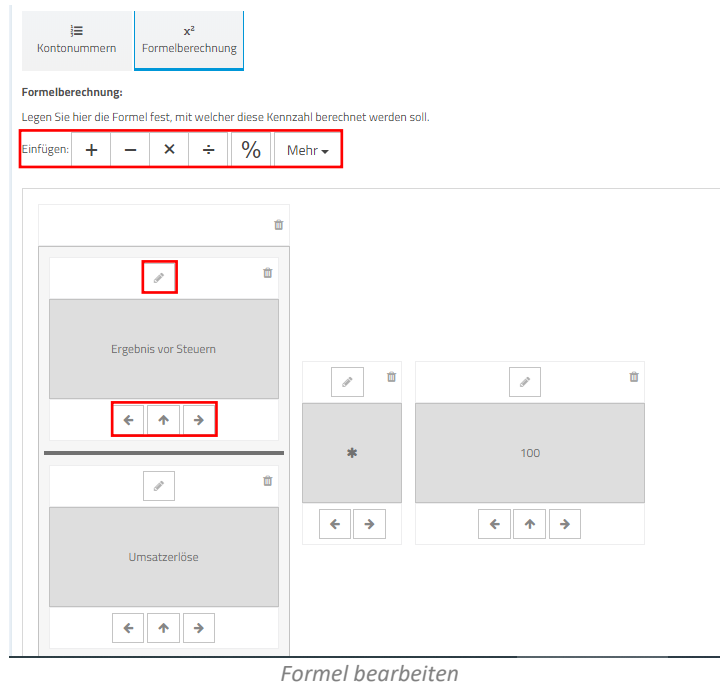 x²
Kontonummern Formelberechnung
Formelberechnung:
Legen Sie hier die Formel fest, mit welcher diese Kennzahl berechnet werden soll.
Einfügen: + − × ÷ % Mehr
Ergebnis vor Steuern
* 100
Umsatzerlöse
Formel bearbeiten